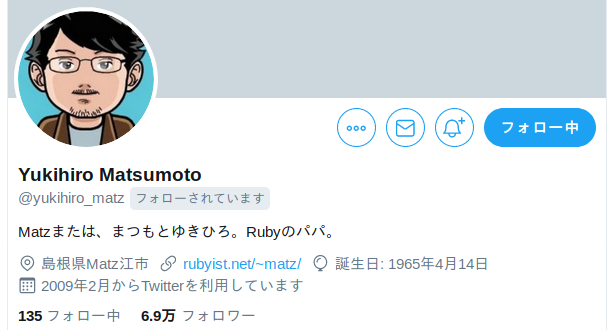 フォロー中
Yukihiro Matsumoto
@yukihiro_matz フォローされています
Matzまたは、まつもとゆきひろ。Rubyのパパ。
島根県Matz江市 rubyist.net/~matz/ 誕生日: 1965年4月14日
2009年2月からTwitterを利用しています
135 フォロー中 6.9万 フォロワー